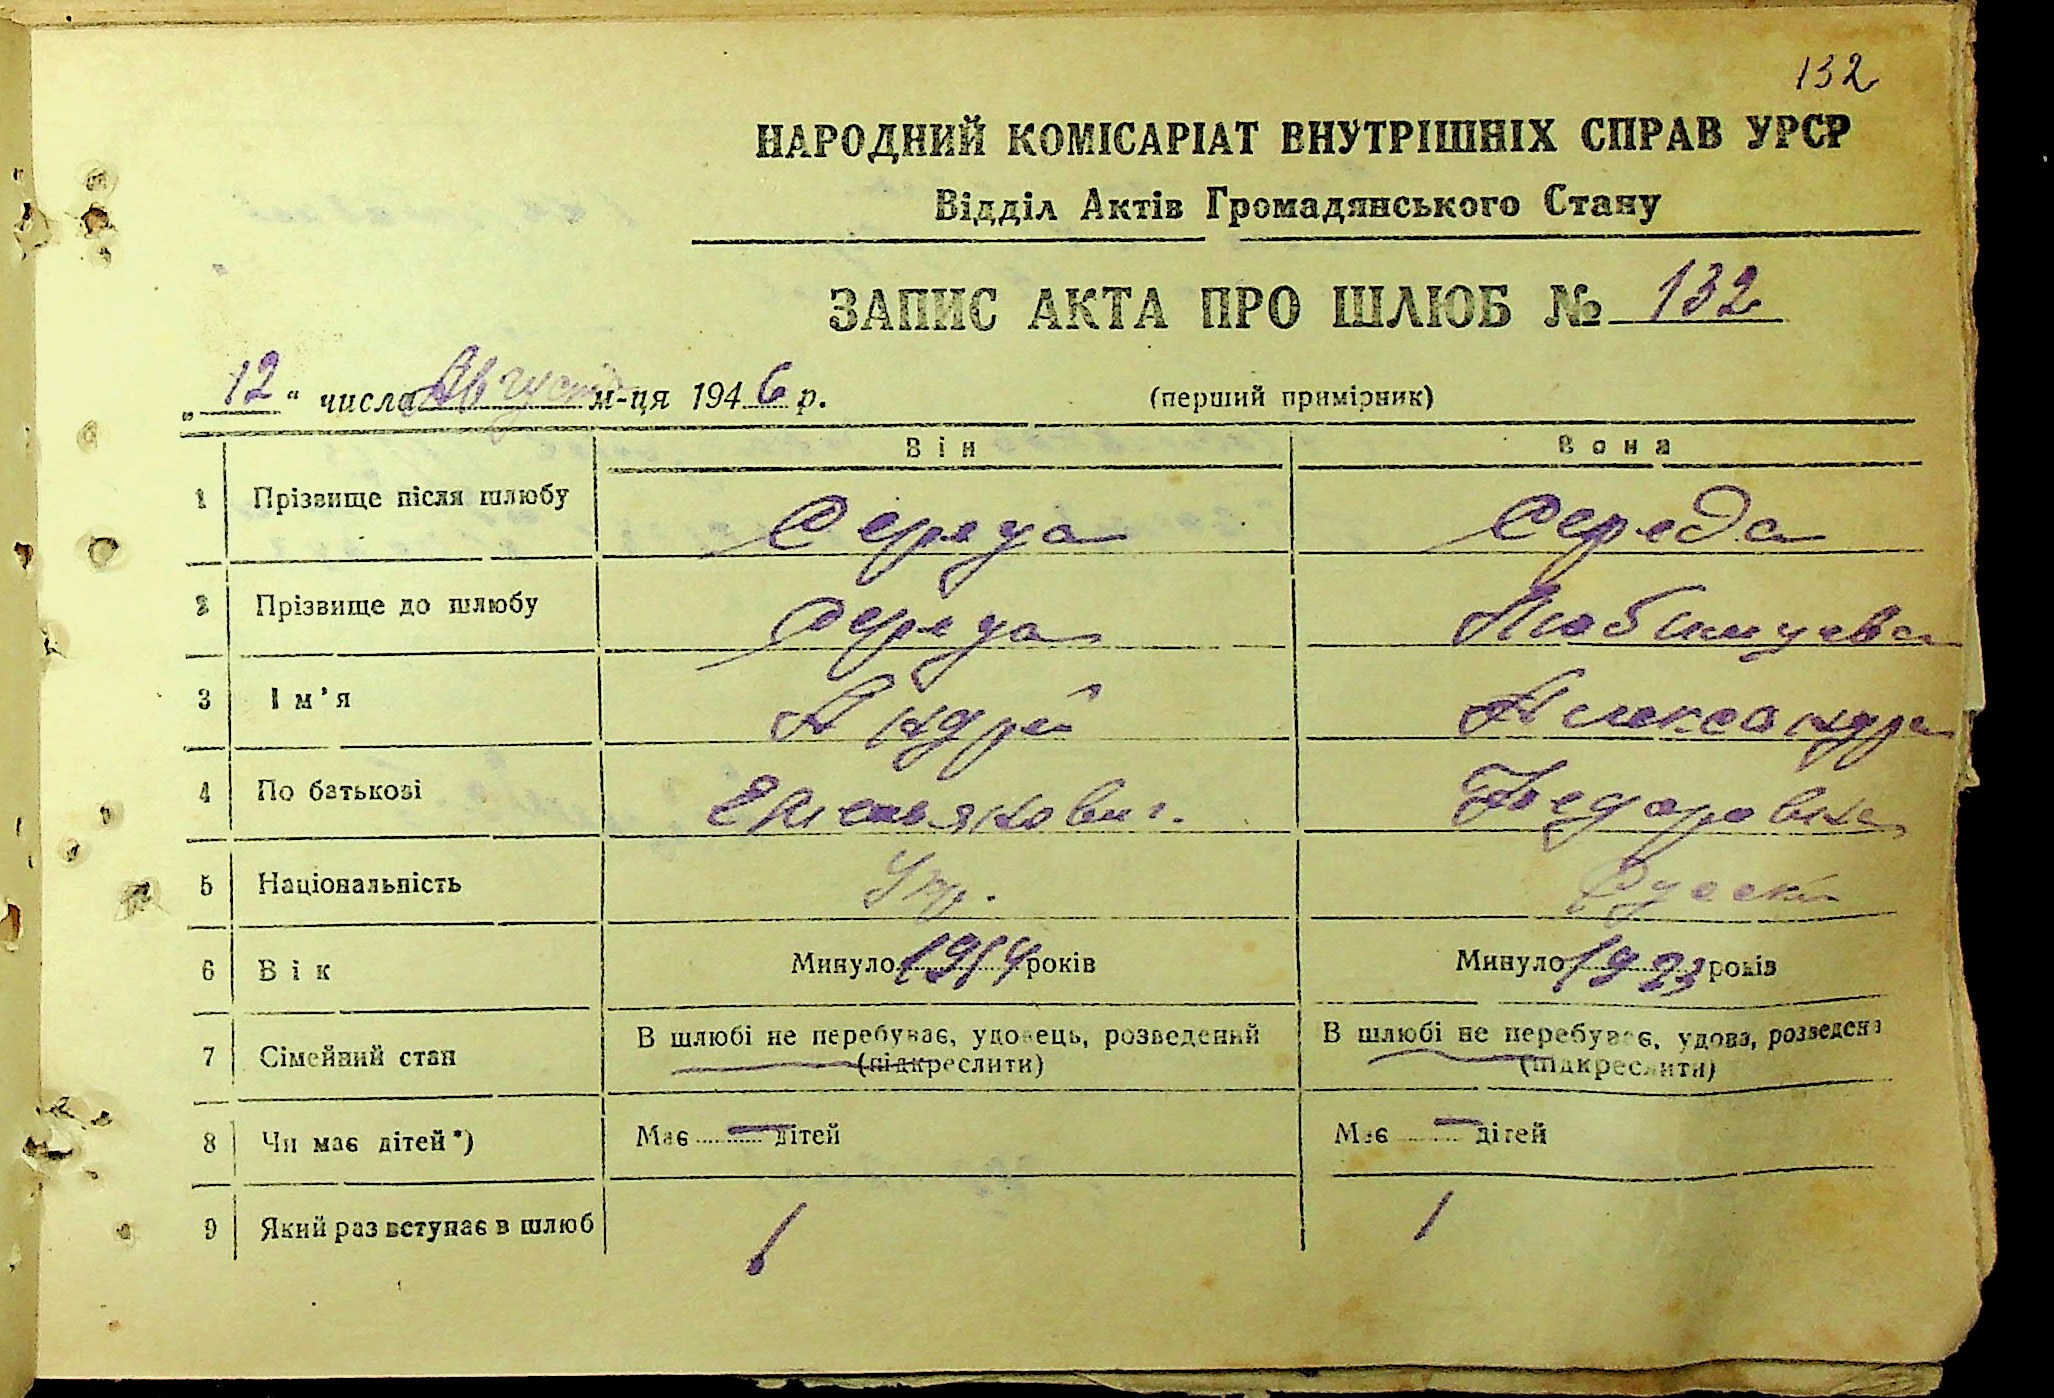 132
НАРОДНИЙ КОМІСАРІАТ ВНУТРІШНІХ СПРАВ УРСР
Відділ Актів Громадянського Стану
ЗАПИС АКТА ПРО ШЛЮБ № 132
„12“ числа Август м-ця 1946 р. (перший примірник)
Він Вона
1 Прізвище після шлюбу Середа Середа
2 Прізвище до шлюбу Середа
3 Ім'я Андрей Александра
4 По батькові Емельянович. Федоровна
5 Національність Укр. Русск
6 Вік Минуло 1914 років Минуло 1923 років
7 Сімейний стан В шлюбі не перебуває, удовець, розведений В шлюбі не перебуває, удова, розведена
(підкреслити) (підкреслити)
8 Чи має дітей*) Має — дітей Має — дітей
9 Який раз вступає в шлюб 1 1